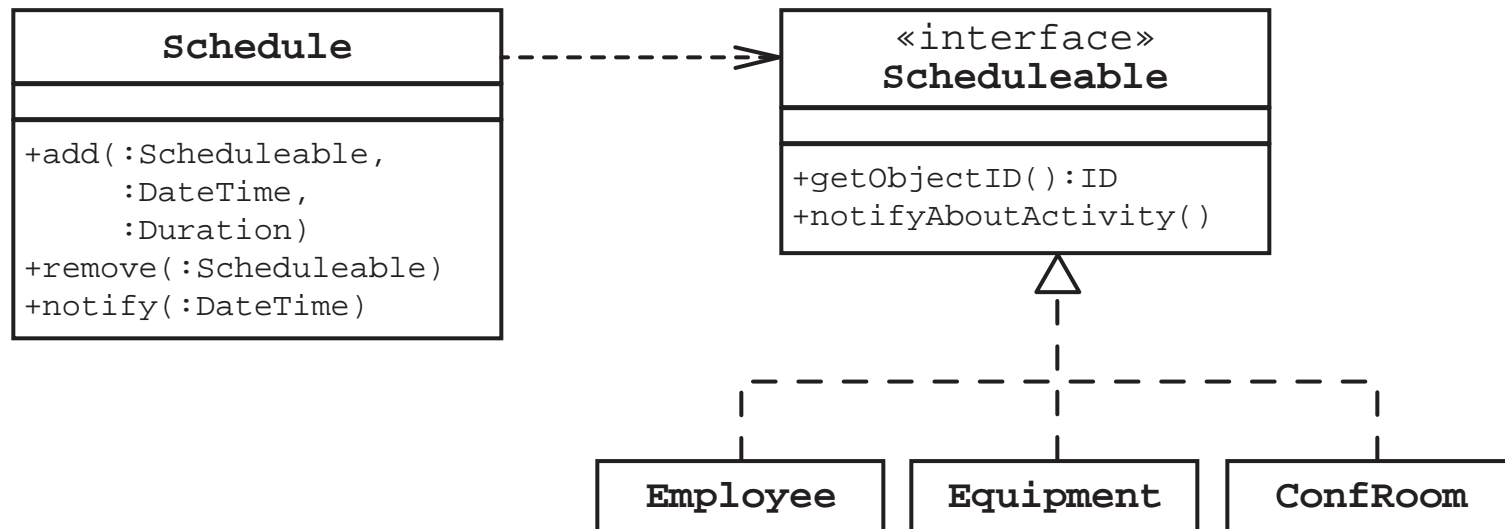 Schedule
+add(:Scheduleable,
:DateTime,
:Duration)
+remove(:Scheduleable)
+notify(:DateTime)
«interface»
Scheduleable
+getObjectID():ID
+notifyAboutActivity()
Employee
Equipment
ConfRoom